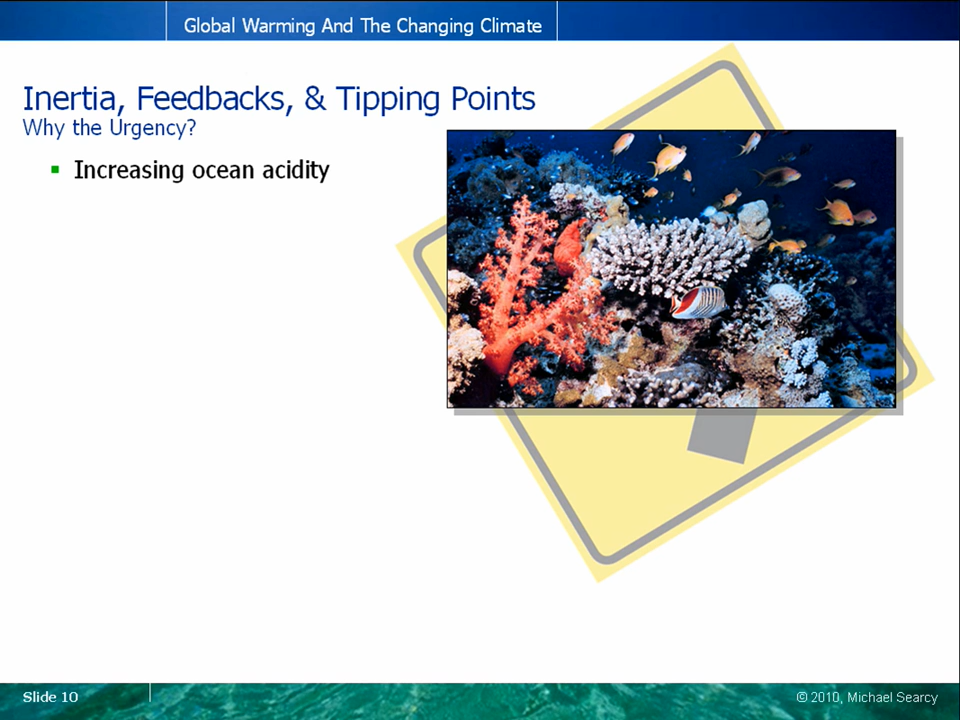 Global Warming And The Changing Climate
Inertia, Feedbacks, & Tipping Points
Why the Urgency?
Increasing ocean acidity
Slide 10
© 2010, Michael Searcy